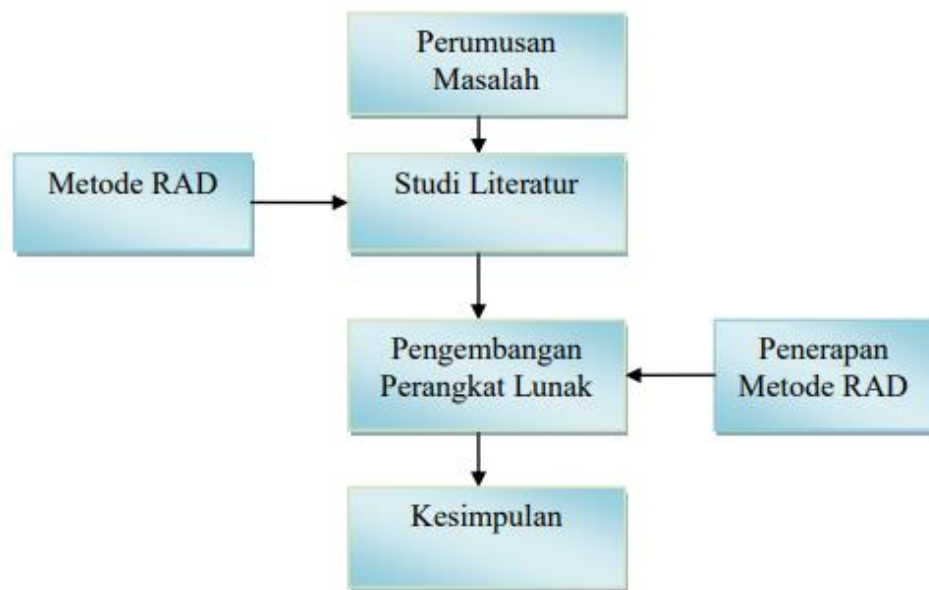 Perumusan
Masalah
Metode RAD
Studi Literatur
Pengembangan
Perangkat Lunak
Penerapan
Metode RAD
Kesimpulan